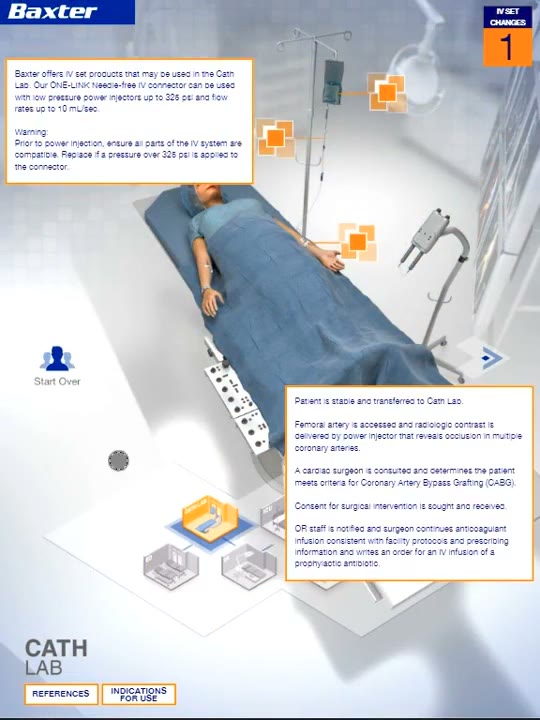 Baxter
IV SET
CHANGES
1
Baxter offers IV set products that may be used in the Cath
Lab. Our ONE-LINK Needle-free IV connector can be used
with low pressure power injectors up to 325 psi and flow
rates up to 10 mL/sec.
Warning:
Prior to power injection, ensure all parts of the IV system are
compatible. Replace if a pressure over 325 psi is applied to
the connector.
Start Over
Patient is stable and transferred to Cath Lab.
Femoral artery is accessed and radiologic contrast is
delivered by power injector that reveals occlusion in multiple
coronary arteries.
A cardiac surgeon is consulted and determines the patient
meets criteria for Coronary Artery Bypass Grafting (CABG).
Consent for surgical intervention is sought and received.
OR staff is notified and surgeon continues anticoagulant
infusion consistent with facility protocols and prescribing
information and writes an order for an IV infusion of a
prophylactic antibiotic.
CATH
LAB
REFERENCES
INDICATIONS
FOR USE